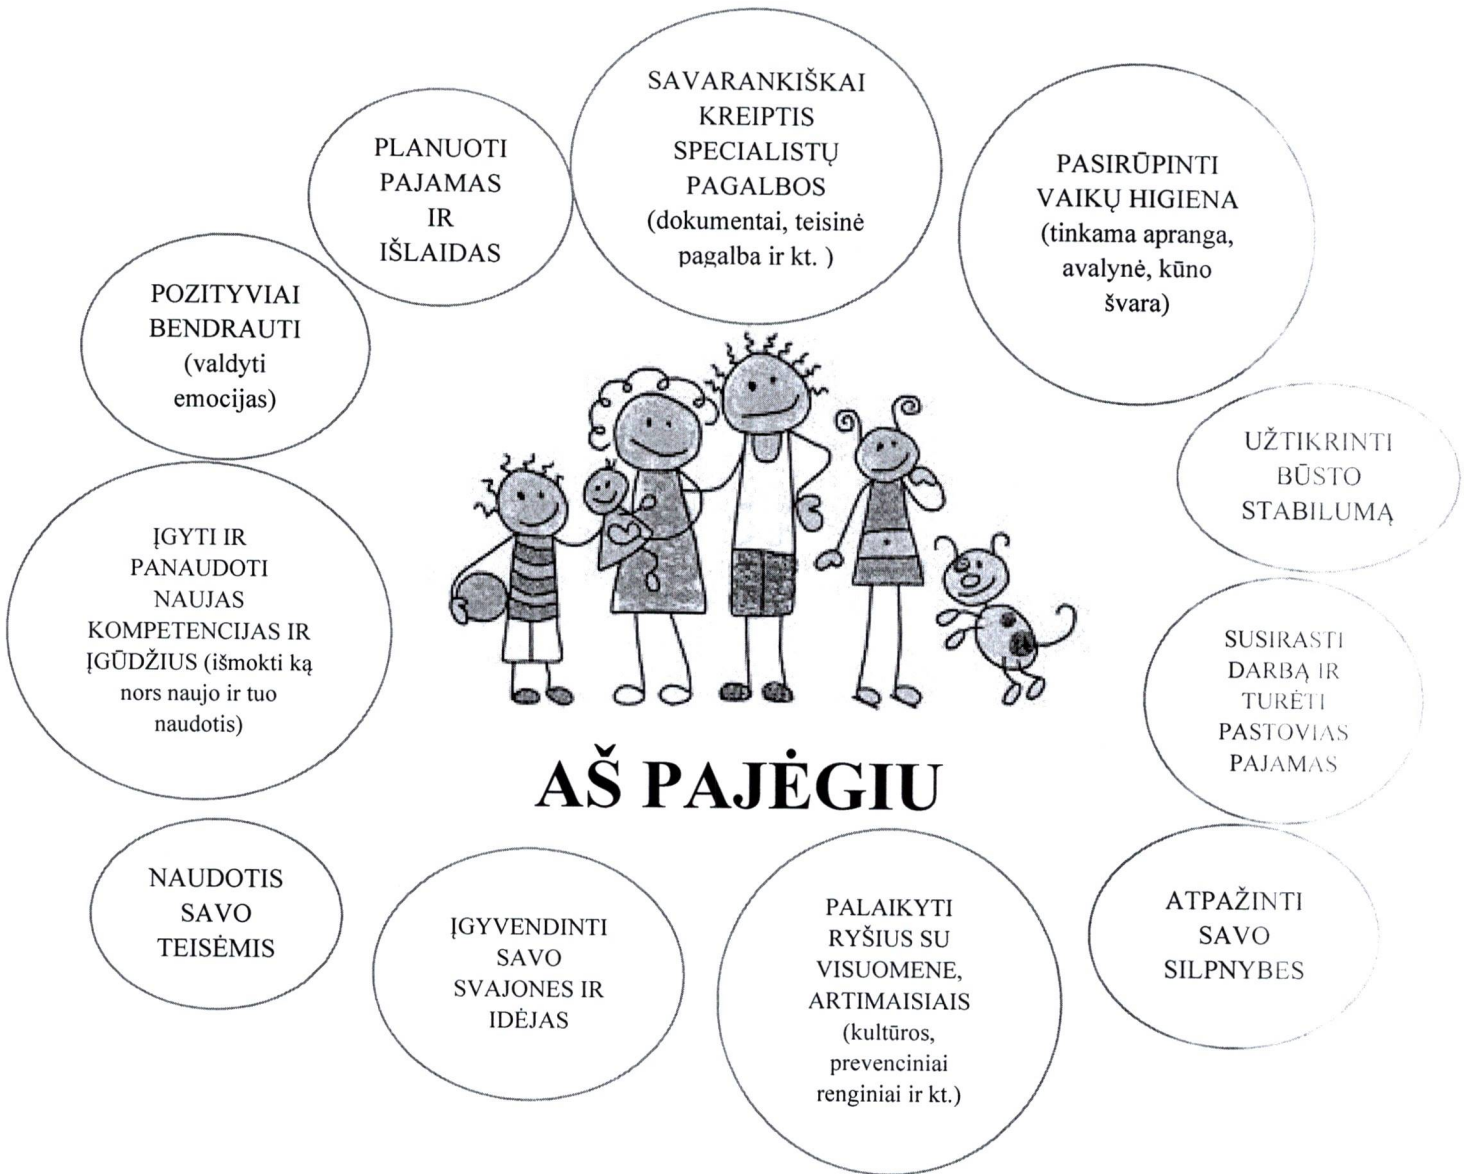 SAVARANKIŠKAI
KREIPTIS
SPECIALISTŲ
PAGALBOS
(dokumentai, teisinė
pagalba ir kt. )
PLANUOTI
PAJAMAS
IR
IŠLAIDAS
PASIRŪPINTI
VAIKŲ HIGIENA
(tinkama apranga,
avalynė, kūno
švara)
POZITYVIAI
BENDRAUTI
(valdyti
emocijas)
UŽTIKRINTI
BŪSTO
STABILUMĄ
ĮGYTI IR
PANAUDOTI
NAUJAS
KOMPETENCIJAS IR
ĮGŪDŽIUS (išmokti ką
nors naujo ir tuo
naudotis)
SUSIRASTI
DARBĄ IR
TURĖTI
PASTOVIAS
PAJAMAS
AŠ PAJĖGIU
NAUDOTIS
SAVO
TEISĖMIS
ĮGYVENDINTI
SAVO
SVAJONES IR
IDĖJAS
PALAIKYTI
RYŠIUS SU
VISUOMENE,
ARTIMAISIAIS
(kultūros,
prevenciniai
renginiai ir kt.)
ATPAŽINTI
SAVO
SILPNYBES